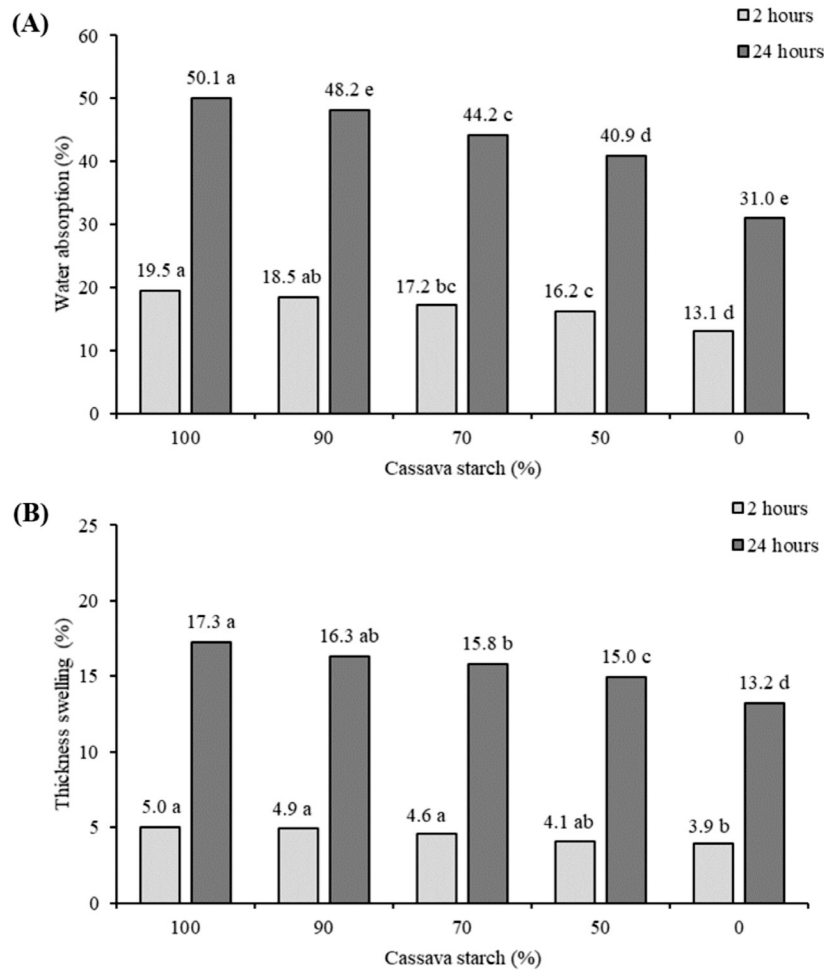 (A)
2 hours
24 hours
Water absorption (%)
60
50
40
30
20
10
0
50.1 a
48.2 e
44.2 c
40.9 d
31.0 e
19.5 a
18.5 ab
17.2 bc
16.2 c
13.1 d
100
90
70
50
0
Cassava starch (%)
(B)
2 hours
24 hours
Thickness swelling (%)
25
20
15
10
5
0
17.3 a
16.3 ab
15.8 b
15.0 c
13.2 d
5.0 a
4.9 a
4.6 a
4.1 ab
3.9 b
100
90
70
50
0
Cassava starch (%)